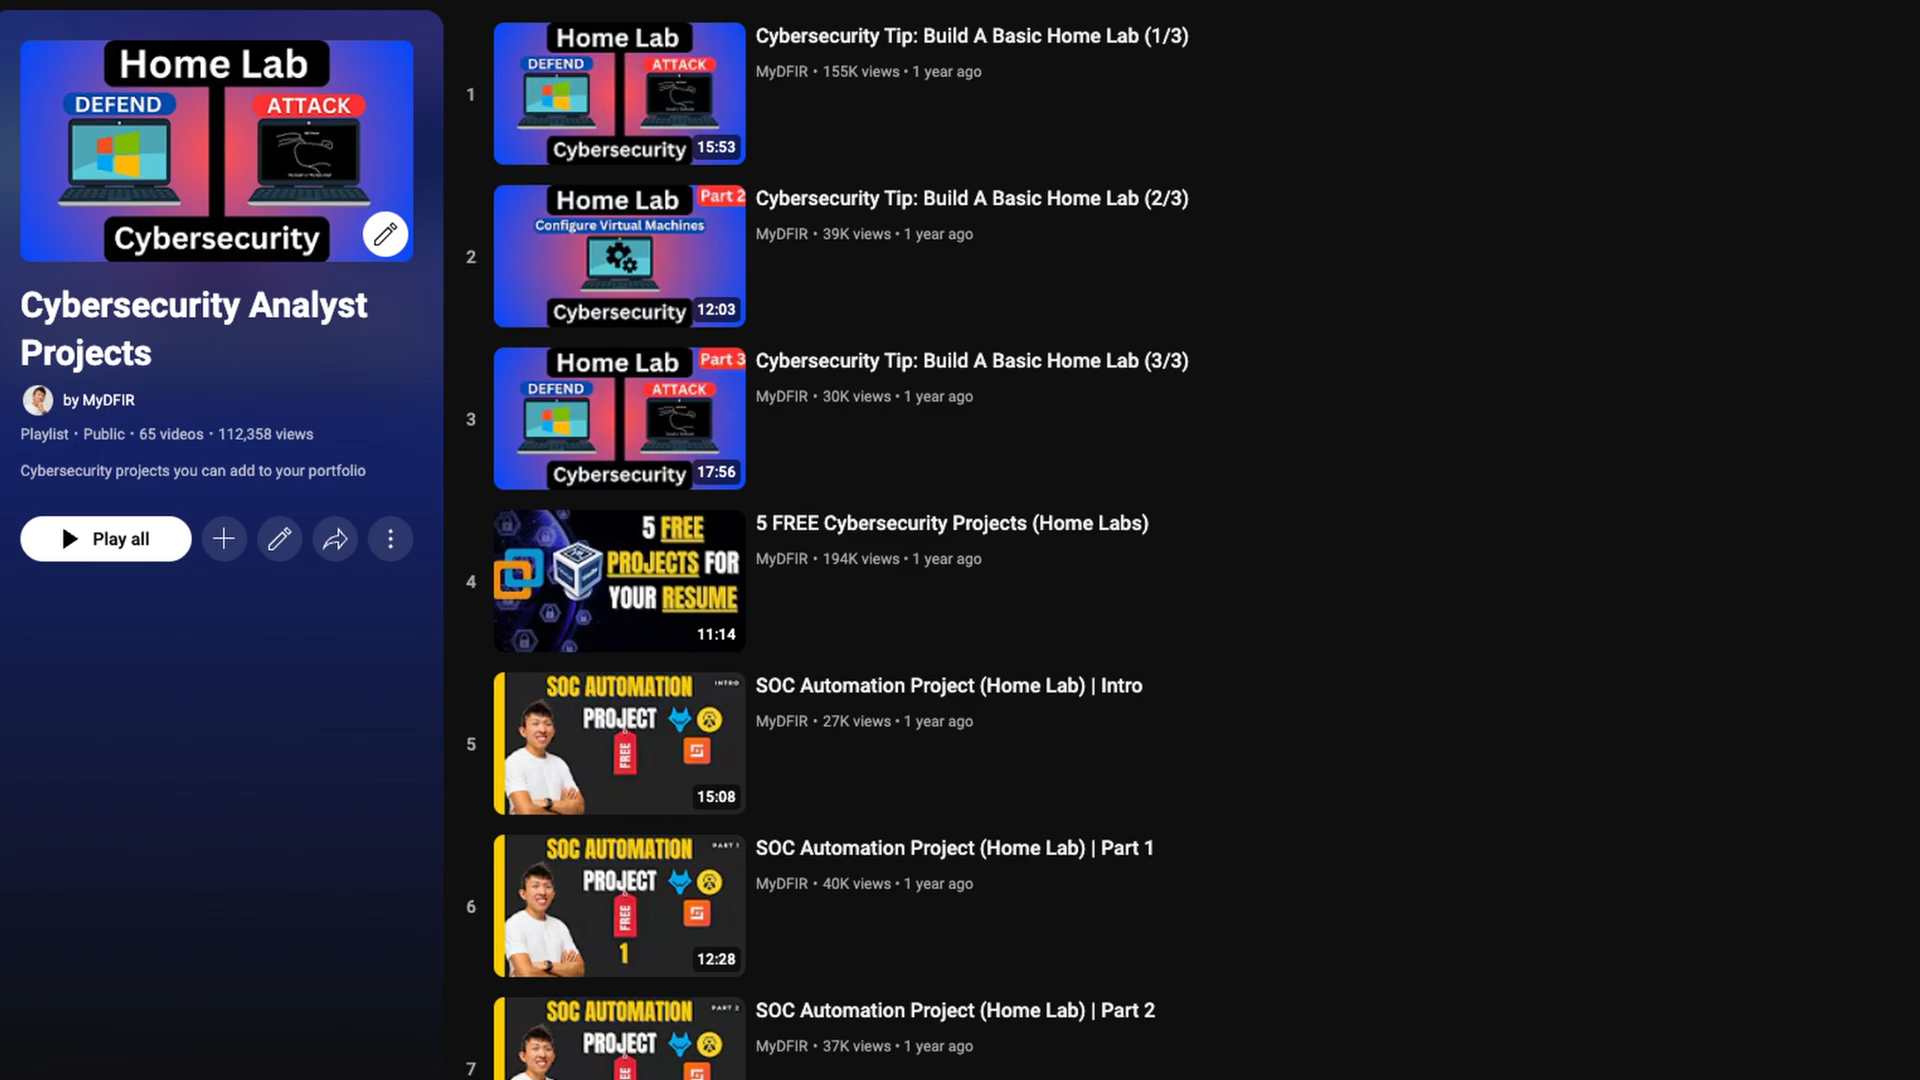 Home Lab
DEFEND
ATTACK
Cybersecurity
Cybersecurity Analyst
Projects
by MyDFIR
Playlist • Public • 65 videos • 112,358 views
Cybersecurity projects you can add to your portfolio
Play all
1
Home Lab
DEFEND
ATTACK
Cybersecurity
15:53
Cybersecurity Tip: Build A Basic Home Lab (1/3)
MyDFIR • 155K views • 1 year ago
2
Home Lab
Part 2
Configure Virtual Machines
Cybersecurity
12:03
Cybersecurity Tip: Build A Basic Home Lab (2/3)
MyDFIR • 39K views • 1 year ago
3
Home Lab
Part 3
DEFEND
ATTACK
Cybersecurity
17:56
Cybersecurity Tip: Build A Basic Home Lab (3/3)
MyDFIR • 30K views • 1 year ago
4
5 FREE
PROJECTS FOR
YOUR RESUME
11:14
5 FREE Cybersecurity Projects (Home Labs)
MyDFIR • 194K views • 1 year ago
5
SOC AUTOMATION
INTRO
PROJECT
FREE
15:08
SOC Automation Project (Home Lab) | Intro
MyDFIR • 27K views • 1 year ago
6
SOC AUTOMATION
PART 1
PROJECT
FREE
1
12:28
SOC Automation Project (Home Lab) | Part 1
MyDFIR • 40K views • 1 year ago
7
SOC AUTOMATION
PART 2
PROJECT
SOC Automation Project (Home Lab) | Part 2
MyDFIR • 37K views • 1 year ago